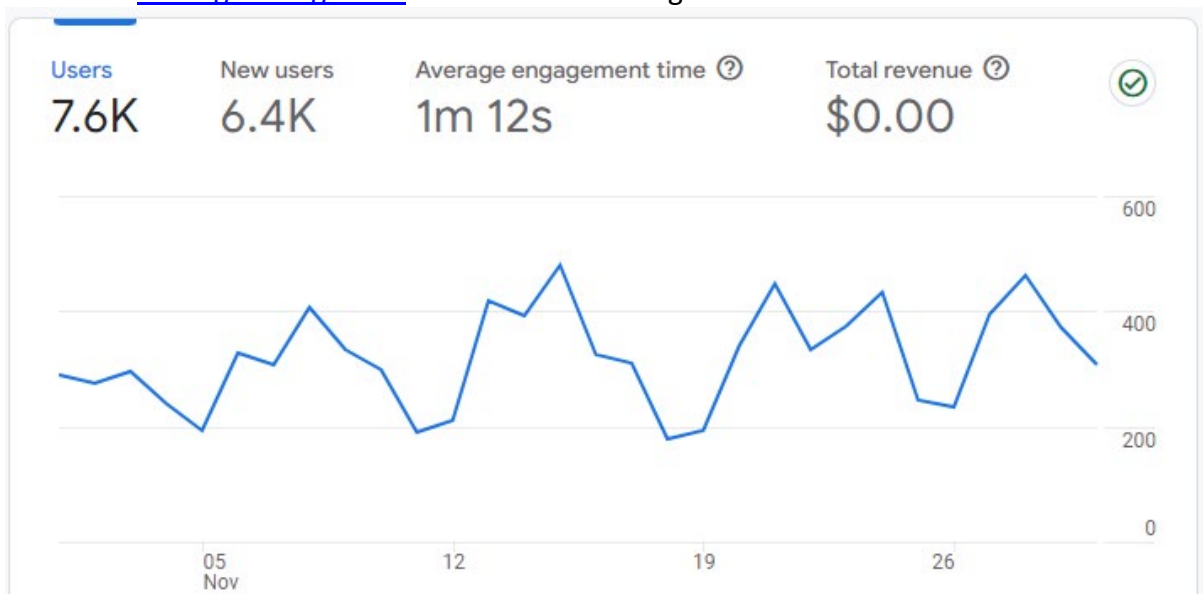 Users
7.6K
New users
6.4K
Average engagement time
1m 12s
Total revenue
$0.00
600
400
200
0
05
Nov
12
19
26